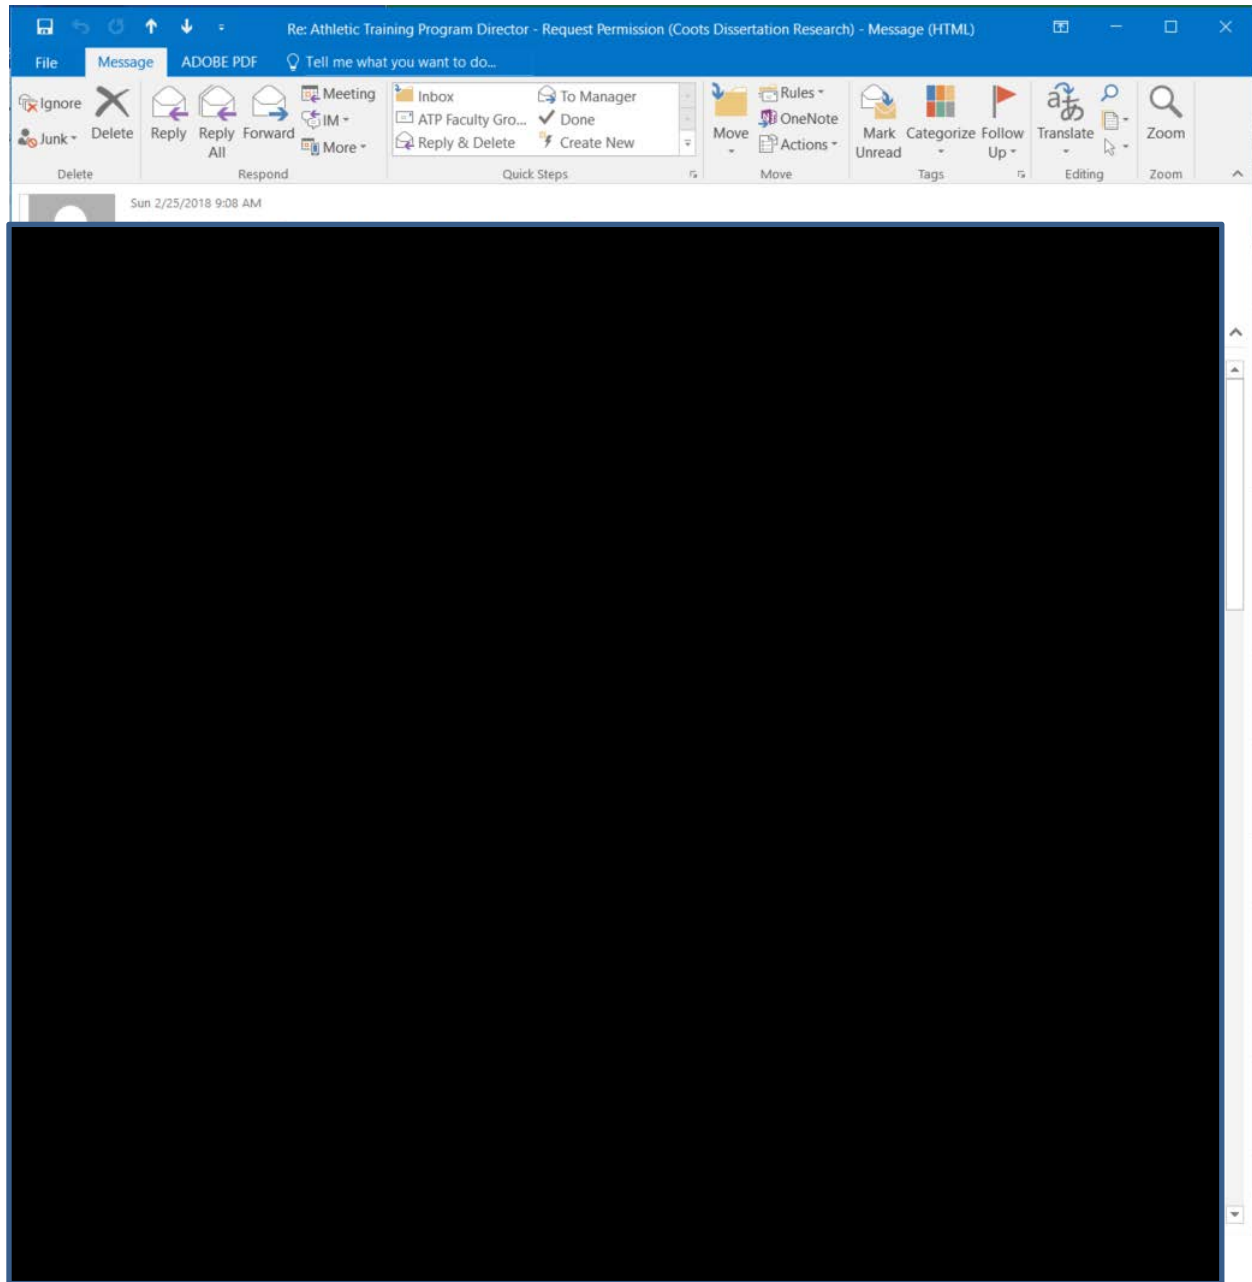 Re: Athletic Training Program Director - Request Permission (Coots Dissertation Research) - Message (HTML)
File Message ADOBE PDF Tell me what you want to do...
Ignore
Junk
Delete
Reply
Reply All
Forward
Meeting
IM
More
Inbox
ATP Faculty Gro...
Reply & Delete
To Manager
Done
Create New
Move
Rules
OneNote
Actions
Mark Unread
Categorize
Follow Up
Translate
Zoom
Delete Respond Quick Steps Move Tags Editing Zoom
Sun 2/25/2018 9:08 AM